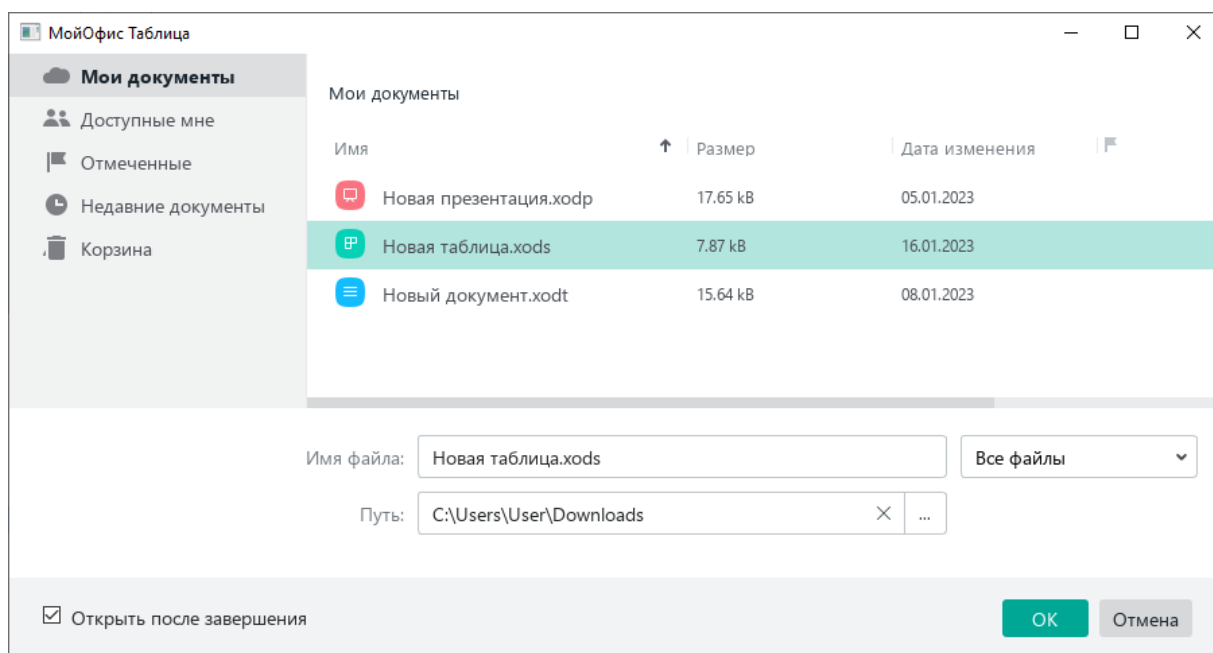 МойОфис Таблица
Мои документы
Доступные мне
Отмеченные
Недавние документы
Корзина
Мои документы
Имя Размер Дата изменения
Новая презентация.xodp 17.65 kB 05.01.2023
Новая таблица.xods 7.87 kB 16.01.2023
Новый документ.xodt 15.64 kB 08.01.2023
Имя файла: Новая таблица.xods Все файлы
Путь: C:\Users\User\Downloads ...
Открыть после завершения OK Отмена